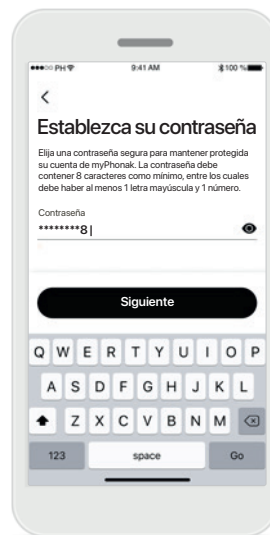 PH 9:41 AM 100 %
Establezca su contraseña
Elija una contraseña segura para mantener protegida
su cuenta de myPhonak. La contraseña debe
contener 8 caracteres como mínimo, entre los cuales
debe haber al menos 1 letra mayúscula y 1 número.
Contraseña
********8|
Siguiente
Q W E R T Y U I O P
A S D F G H J K L
Z X C V B N M
123 space Go